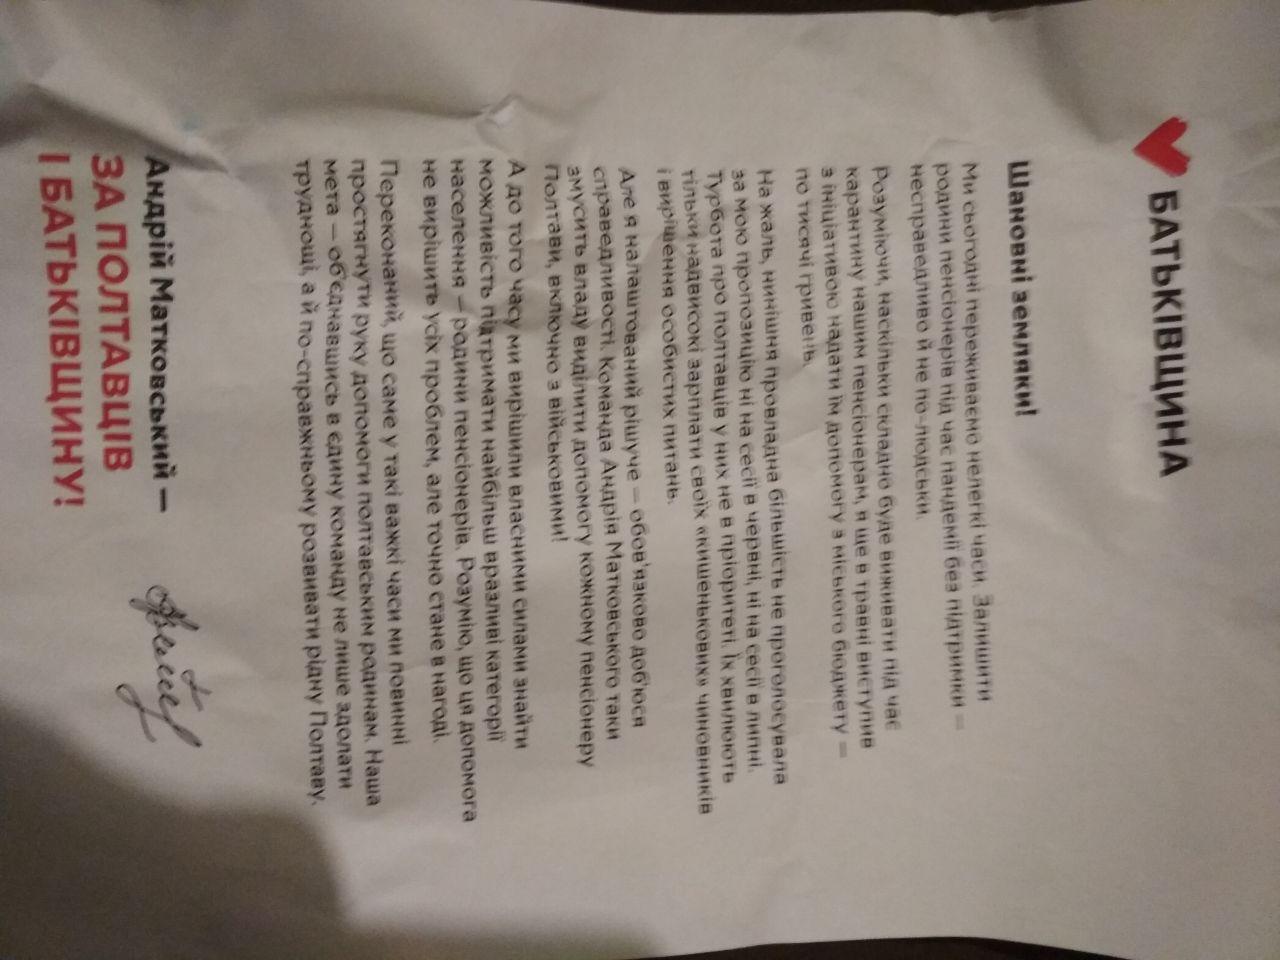 БАТЬКІВЩИНА
Шановні земляки!
Ми сьогодні переживаємо нелегкі часи. Залишити
родини пенсіонерів під час пандемії без підтримки —
несправедливо й не по-людськи.
Розуміючи, наскільки складно буде виживати під час
карантину нашим пенсіонерам, я ще в травні виступив
з ініціативою надати їм допомогу з міського бюджету —
по тисячі гривень.
На жаль, нинішня провладна більшість не проголосувала
за мою пропозицію ні на сесії в червні, ні на сесії в липні.
Турбота про полтавців у них не в пріоритеті. Їх хвилюють
тільки надвисокі зарплати своїх «кишенькових» чиновників
і вирішення особистих питань.
Але я налаштований рішуче — обов'язково доб'юся
справедливості. Команда Андрія Матковського таки
змусить владу виділити допомогу кожному пенсіонеру
Полтави, включно з військовими!
А до того часу ми вирішили власними силами знайти
можливість підтримати найбільш вразливі категорії
населення — родини пенсіонерів. Розумію, що ця допомога
не вирішить усіх проблем, але точно стане в нагоді.
Переконаний, що саме у такі важкі часи ми повинні
простягнути руку допомоги полтавським родинам. Наша
мета — об'єднавшись в єдину команду не лише здолати
труднощі, а й по-справжньому розвивати рідну Полтаву.
Андрій Матковський —
ЗА ПОЛТАВЦІВ
І БАТЬКІВЩИНУ!